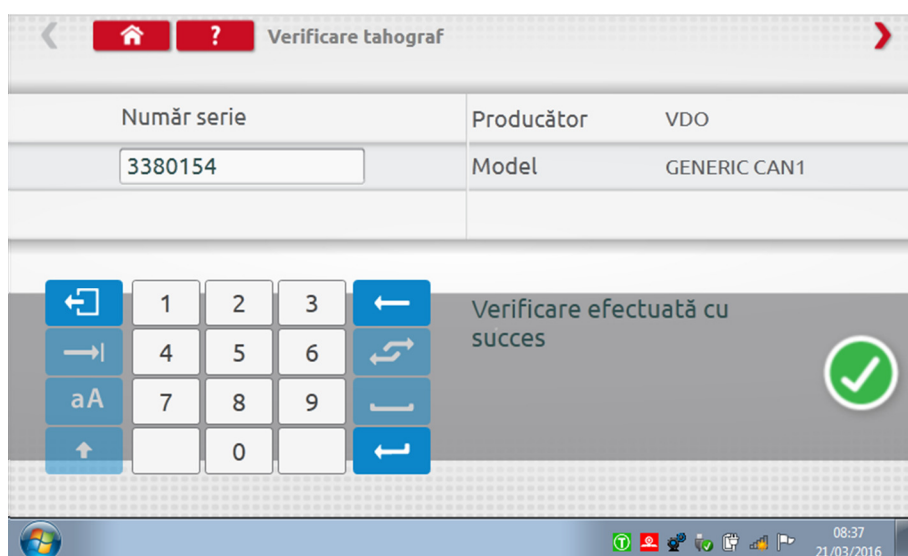 ? Verificare tahograf
Număr serie
Producător VDO
3380154
Model GENERIC CAN1
1 2 3
4 5 6
aA 7 8 9
0
Verificare efectuată cu
succes
08:37
21/03/2016